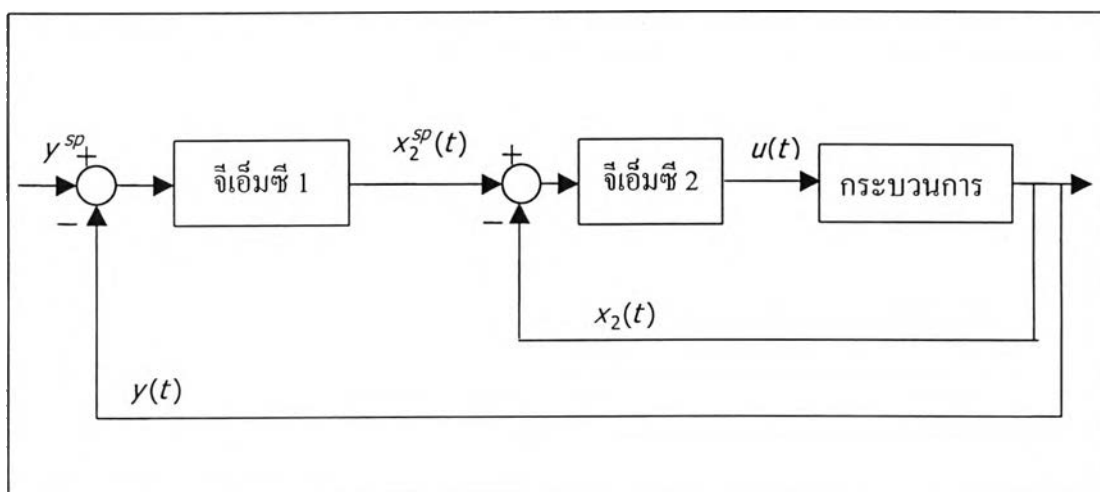 y^{sp}
+
−
จีเอ็มซี 1
x_2^{sp}(t)
+
−
จีเอ็มซี 2
u(t)
กระบวนการ
x_2(t)
y(t)